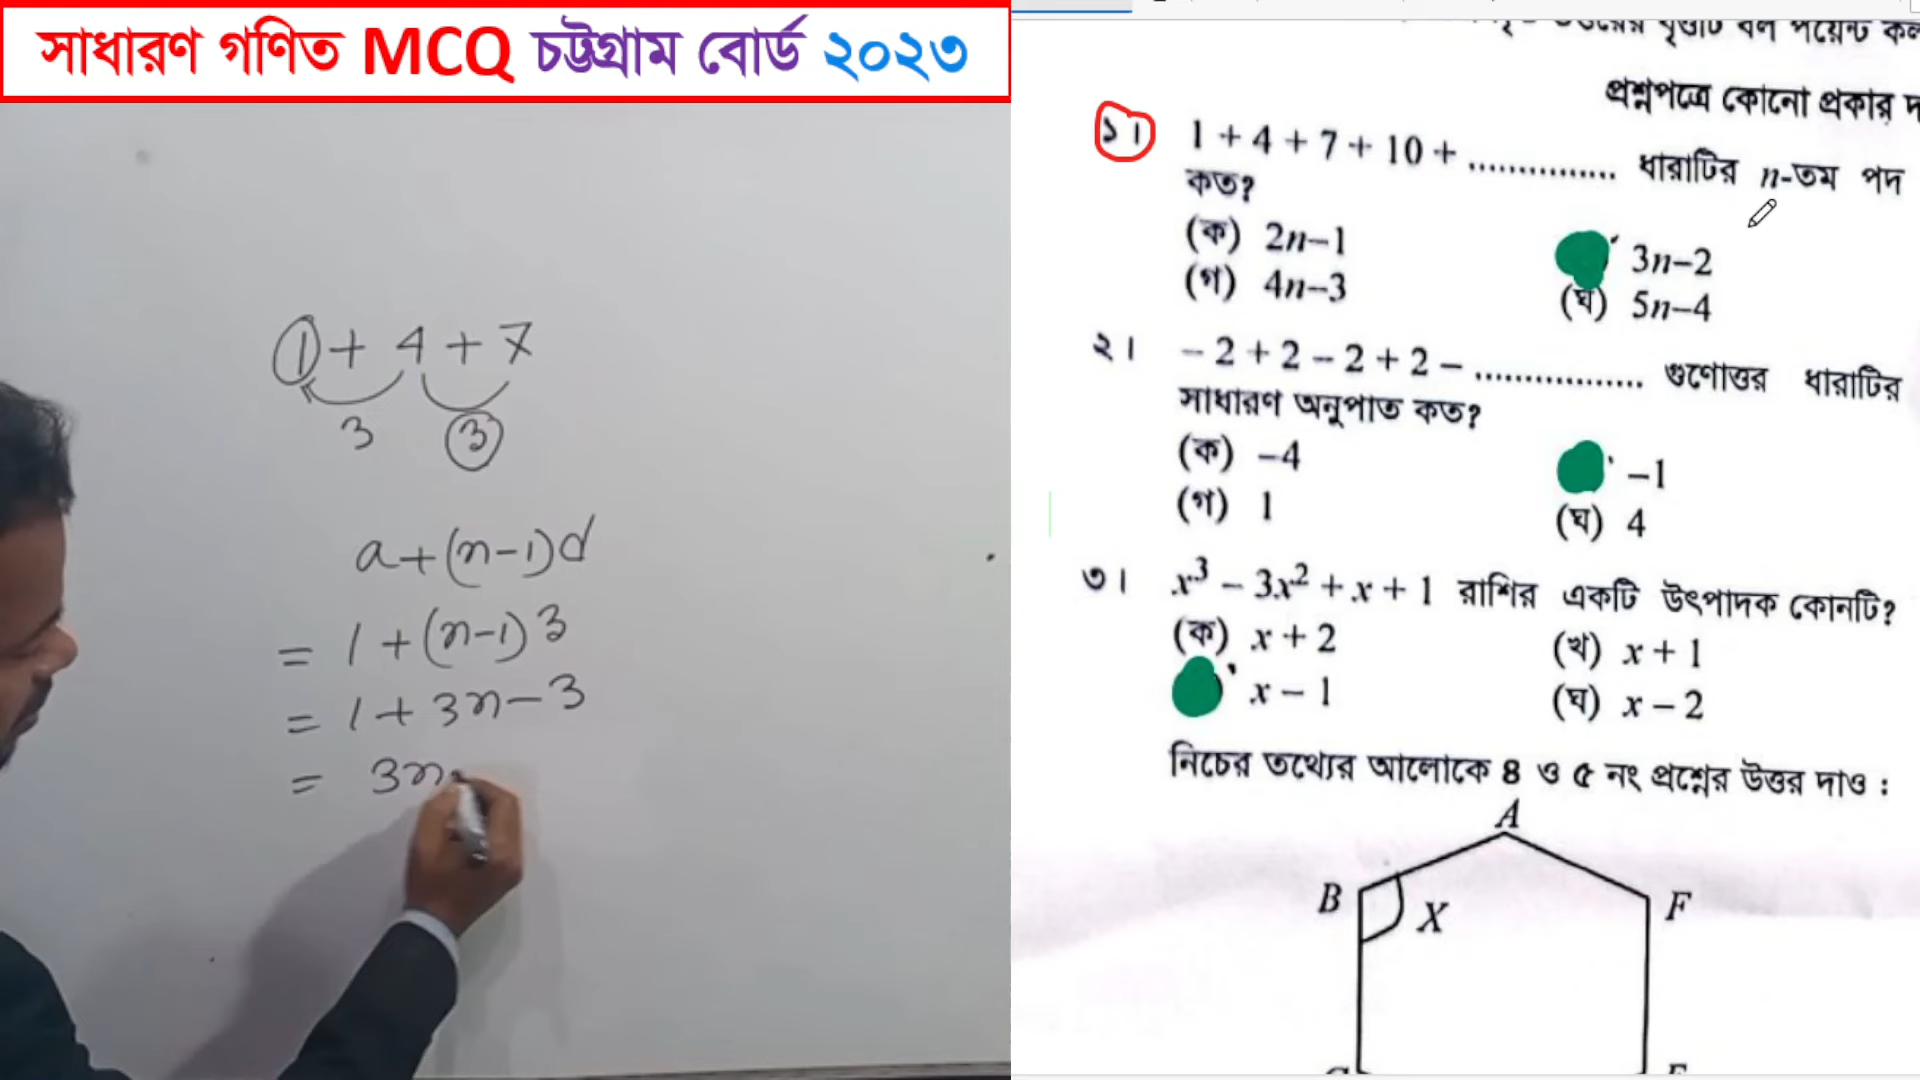 সাধারণ গণিত MCQ চট্টগ্রাম বোর্ড ২০২৩
1 + 4 + 7
3 3
a + (n-1)d
= 1 + (n-1) 3
= 1 + 3n - 3
= 3n
প্রশ্নপত্রে কোনো প্রকার
১। 1 + 4 + 7 + 10 + ............... ধারাটির n-তম পদ
কত?
(ক) 2n-1 3n-2
(গ) 4n-3 (ঘ) 5n-4
২। - 2 + 2 - 2 + 2 - ................. গুণোত্তর ধারাটির
সাধারণ অনুপাত কত?
(ক) -4 -1
(গ) 1 (ঘ) 4
৩। x³ - 3x² + x + 1 রাশির একটি উৎপাদক কোনটি?
(ক) x + 2 (খ) x + 1
x - 1 (ঘ) x - 2
নিচের তথ্যের আলোকে ৪ ও ৫ নং প্রশ্নের উত্তর দাও :
A
B X F